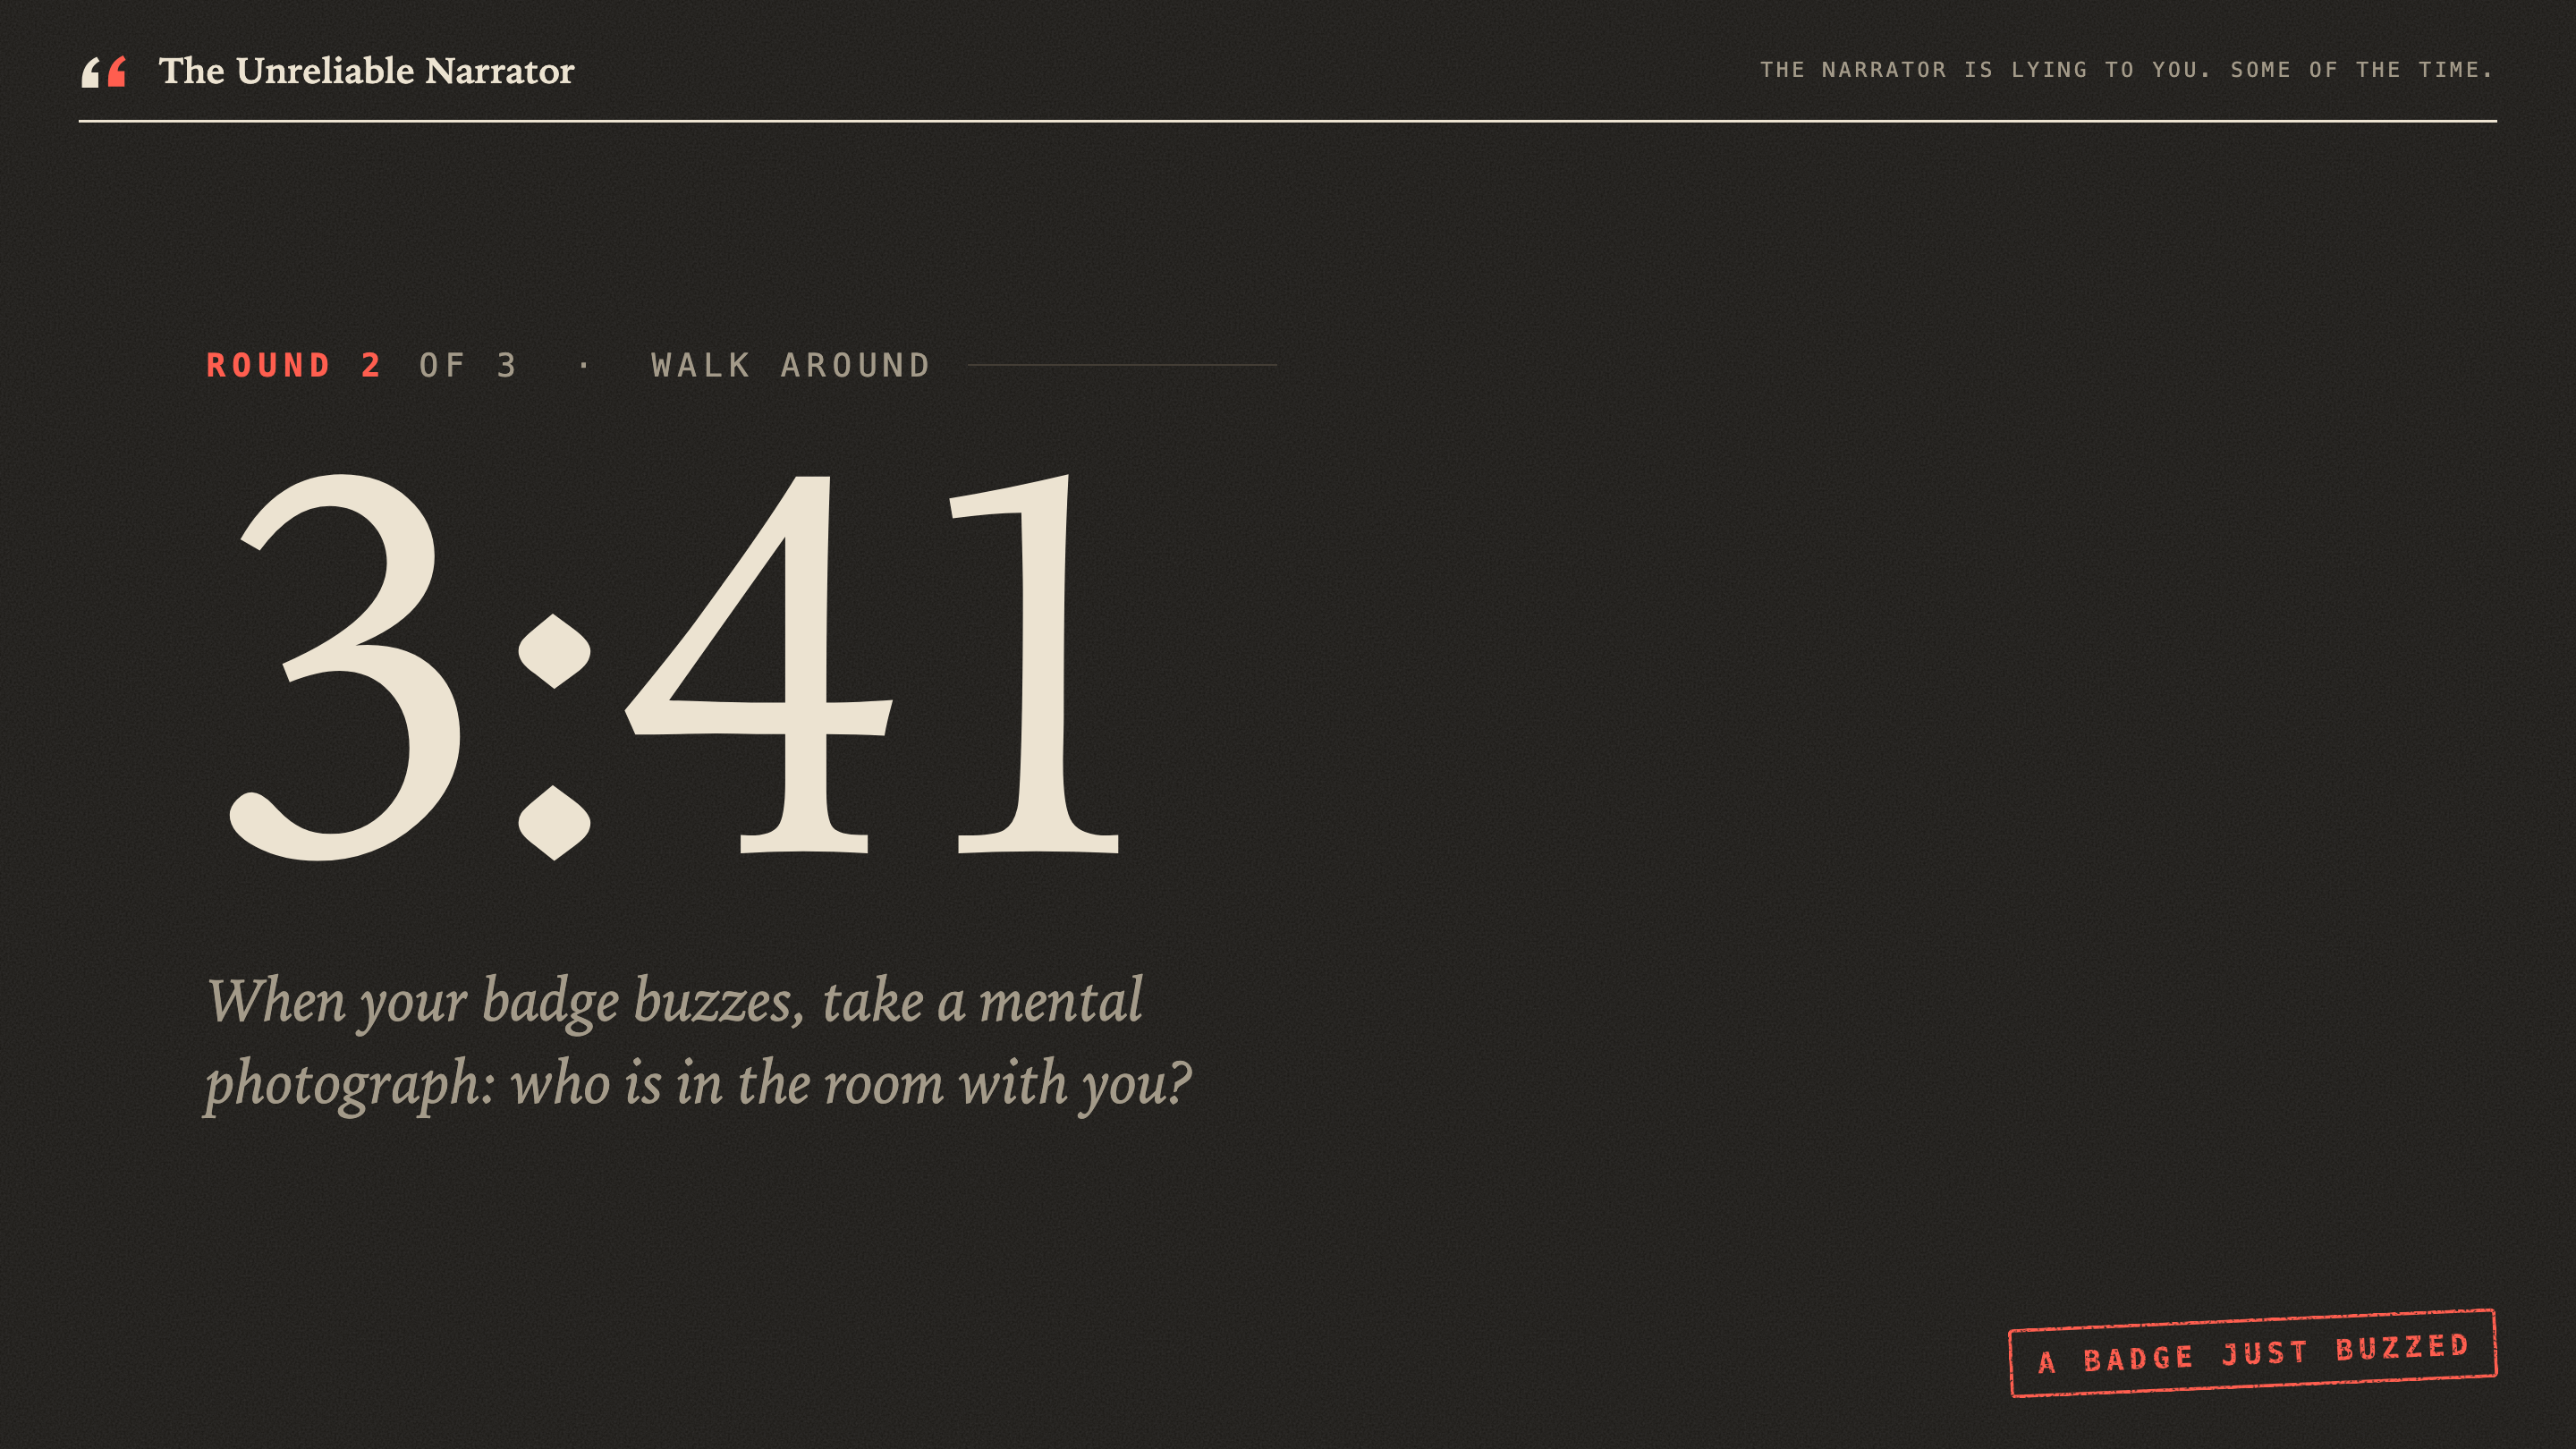 The Unreliable Narrator
THE NARRATOR IS LYING TO YOU. SOME OF THE TIME.
ROUND 2 OF 3 · WALK AROUND
3:41
When your badge buzzes, take a mental
photograph: who is in the room with you?
A BADGE JUST BUZZED